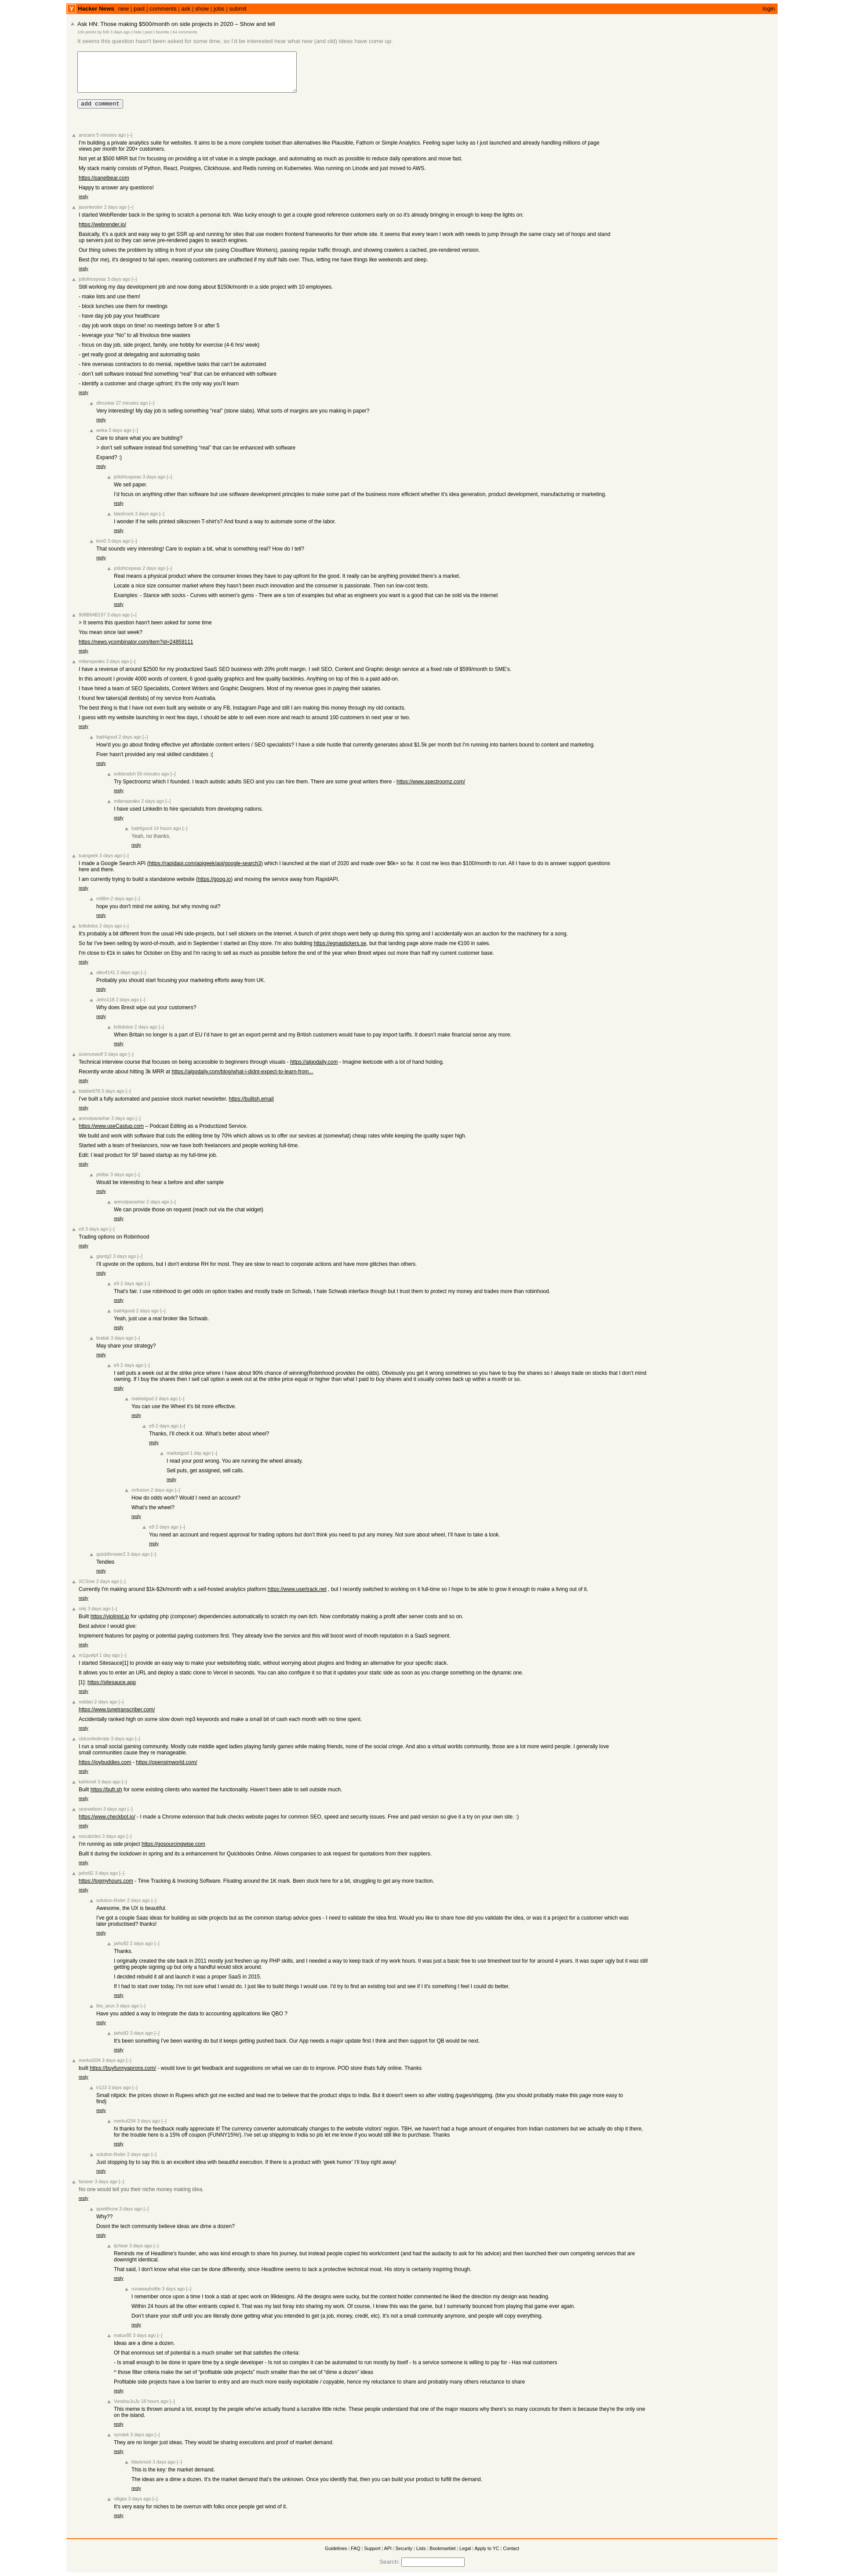 Y Hacker News new | past | comments | ask | show | jobs | submit login
Ask HN: Those making $500/month on side projects in 2020 – Show and tell
It seems this question hasn't been asked for some time, so I'd be interested hear what new (and old) ideas have come up.
add comment
5 minutes ago [–]
I'm building a private analytics suite for websites. It aims to be a more complete toolset than alternatives like Plausible, Fathom or Simple Analytics. Feeling super lucky as I just launched and already handling millions of page
views per month for 200+ customers.
Not yet at $500 MRR but I'm focusing on providing a lot of value in a simple package, and automating as much as possible to reduce daily operations and move fast.
My stack mainly consists of Python, React, Postgres, Clickhouse, and Redis running on Kubernetes. Was running on Linode and just moved to AWS.
https://panelbear.com
Happy to answer any questions!
reply
jasonkester 2 days ago [–]
I started WebRender back in the spring to scratch a personal itch. Was lucky enough to get a couple good reference customers early on so it's already bringing in enough to keep the lights on:
https://webrender.io/
Basically, it's a quick and easy way to get SSR up and running for sites that use modern frontend frameworks for their whole site. It seems that every team I work with needs to jump through the same crazy set of hoops and stand
up servers just so they can serve pre-rendered pages to search engines.
Our thing solves the problem by sitting in front of your site (using Cloudflare Workers), passing regular traffic through, and showing crawlers a cached, pre-rendered version.
Best (for me), it's designed to fail open, meaning customers are unaffected if my stuff falls over. Thus, letting me have things like weekends and sleep.
reply
jollofricepeas 3 days ago [–]
Still working my day development job and now doing about $150k/month in a side project with 10 employees.
- make lists and use them!
- block lunches use them for meetings
- have day job pay your healthcare
- day job work stops on time! no meetings before 9 or after 5
- leverage your “No” to all frivolous time wasters
- focus on day job, side project, family, one hobby for exercise (4-6 hrs/ week)
- get really good at delegating and automating tasks
- hire overseas contractors to do menial, repetitive tasks that can't be automated
- don't sell software instead find something “real” that can be enhanced with software
- identify a customer and charge upfront; it's the only way you'll learn
reply
27 minutes ago [–]
Very interesting! My day job is selling something "real" (stone slabs). What sorts of margins are you making in paper?
reply
3 days ago [–]
Care to share what you are building?
> don't sell software instead find something “real” that can be enhanced with software
Expand? :)
reply
jollofricepeas 3 days ago [–]
We sell paper.
I'd focus on anything other than software but use software development principles to make some part of the business more efficient whether it's idea generation, product development, manufacturing or marketing.
reply
3 days ago [–]
I wonder if he sells printed silkscreen T-shirt's? And found a way to automate some of the labor.
reply
3 days ago [–]
That sounds very interesting! Care to explain a bit, what is something real? How do I tell?
reply
jollofricepeas 2 days ago [–]
Real means a physical product where the consumer knows they have to pay upfront for the good. It really can be anything provided there's a market.
Locate a nice size consumer market where they hasn't been much innovation and the consumer is passionate. Then run low-cost tests.
Examples: - Stance with socks - Curves with women's gyms - There are a ton of examples but what as engineers you want is a good that can be sold via the internet
reply
3 days ago [–]
> It seems this question hasn't been asked for some time
You mean since last week?
https://news.ycombinator.com/item?id=24859111
reply
milanspeaks 3 days ago [–]
I have a revenue of around $2500 for my productized SaaS SEO business with 20% profit margin. I sell SEO, Content and Graphic design service at a fixed rate of $599/month to SME's.
In this amount I provide 4000 words of content, 6 good quality graphics and few quality backlinks. Anything on top of this is a paid add-on.
I have hired a team of SEO Specialists, Content Writers and Graphic Designers. Most of my revenue goes in paying their salaries.
I found few takers(all dentists) of my service from Australia.
The best thing is that I have not even built any website or any FB, Instagram Page and still I am making this money through my old contacts.
I guess with my website launching in next few days, I should be able to sell even more and reach to around 100 customers in next year or two.
reply
batt4good 2 days ago [–]
How'd you go about finding effective yet affordable content writers / SEO specialists? I have a side hustle that currently generates about $1.5k per month but I'm running into barriers bound to content and marketing.
Fiver hasn't provided any real skilled candidates :(
reply
56 minutes ago [–]
Try Spectroomz which I founded. I teach autistic adults SEO and you can hire them. There are some great writers there - https://www.spectroomz.com/
reply
milanspeaks 2 days ago [–]
I have used Linkedin to hire specialists from developing nations.
reply
batt4good 14 hours ago [–]
Yeah, no thanks.
reply
3 days ago [–]
I made a Google Search API (https://rapidapi.com/apigeek/api/google-search3) which I launched at the start of 2020 and made over $6k+ so far. It cost me less than $100/month to run. All I have to do is answer support questions
here and there.
I am currently trying to build a standalone website (https://goog.io) and moving the service away from RapidAPI.
reply
2 days ago [–]
hope you don't mind me asking, but why moving out?
reply
2 days ago [–]
It's probably a bit different from the usual HN side-projects, but I sell stickers on the internet. A bunch of print shops went belly up during this spring and I accidentally won an auction for the machinery for a song.
So far I've been selling by word-of-mouth, and in September I started an Etsy store. I'm also building https://egnastickers.se, but that landing page alone made me €100 in sales.
I'm close to €1k in sales for October on Etsy and I'm racing to sell as much as possible before the end of the year when Brexit wipes out more than half my current customer base.
reply
2 days ago [–]
Probably you should start focusing your marketing efforts away from UK.
reply
2 days ago [–]
Why does Brexit wipe out your customers?
reply
2 days ago [–]
When Britain no longer is a part of EU I'd have to get an export permit and my British customers would have to pay import tariffs. It doesn't make financial sense any more.
reply
3 days ago [–]
Technical interview course that focuses on being accessible to beginners through visuals - https://algodaily.com - Imagine leetcode with a lot of hand holding.
Recently wrote about hitting 3k MRR at https://algodaily.com/blog/what-i-didnt-expect-to-learn-from...
reply
3 days ago [–]
I've built a fully automated and passive stock market newsletter. https://bullish.email
reply
anmolparashar 3 days ago [–]
https://www.useCastup.com – Podcast Editing as a Productized Service.
We build and work with software that cuts the editing time by 70% which allows us to offer our sevices at (somewhat) cheap rates while keeping the quality super high.
Started with a team of freelancers, now we have both freelancers and people working full-time.
Edit: I lead product for SF based startup as my full-time job.
reply
3 days ago [–]
Would be interesting to hear a before and after sample
reply
anmolparashar 2 days ago [–]
We can provide those on request (reach out via the chat widget)
reply
e9 3 days ago [–]
Trading options on Robinhood
reply
3 days ago [–]
I'll upvote on the options, but I don't endorse RH for most. They are slow to react to corporate actions and have more glitches than others.
reply
e9 2 days ago [–]
That's fair. I use robinhood to get odds on option trades and mostly trade on Schwab, I hate Schwab interface though but I trust them to protect my money and trades more than robinhood.
reply
batt4good 2 days ago [–]
Yeah, just use a real broker like Schwab.
reply
3 days ago [–]
May share your strategy?
reply
e9 2 days ago [–]
I sell puts a week out at the strike price where I have about 90% chance of winning(Robinhood provides the odds). Obviously you get it wrong sometimes so you have to buy the shares so I always trade on stocks that I don't mind
owning. If I buy the shares then I sell call option a week out at the strike price equal or higher than what I paid to buy shares and it usually comes back up within a month or so.
reply
marketgod 2 days ago [–]
You can use the Wheel it's bit more effective.
reply
e9 2 days ago [–]
Thanks, I'll check it out. What's better about wheel?
reply
marketgod 1 day ago [–]
I read your post wrong. You are running the wheel already.
Sell puts, get assigned, sell calls.
reply
2 days ago [–]
How do odds work? Would I need an account?
What's the wheel?
reply
e9 2 days ago [–]
You need an account and request approval for trading options but don't think you need to put any money. Not sure about wheel, I'll have to take a look.
reply
quickthrower2 3 days ago [–]
Tendies
reply
XCSme 2 days ago [–]
Currently I'm making around $1k-$2k/month with a self-hosted analytics platform https://www.usertrack.net , but I recently switched to working on it full-time so I hope to be able to grow it enough to make a living out of it.
reply
3 days ago [–]
Built https://violinist.io for updating php (composer) dependencies automatically to scratch my own itch. Now comfortably making a profit after server costs and so on.
Best advice I would give:
Implement features for paying or potential paying customers first. They already love the service and this will boost word of mouth reputation in a SaaS segment.
reply
1 day ago [–]
I started Sitesauce[1] to provide an easy way to make your website/blog static, without worrying about plugins and finding an alternative for your specific stack.
It allows you to enter an URL and deploy a static clone to Vercel in seconds. You can also configure it so that it updates your static side as soon as you change something on the dynamic one.
[1]: https://sitesauce.app
reply
2 days ago [–]
https://www.tunetranscriber.com/
Accidentally ranked high on some slow down mp3 keywords and make a small bit of cash each month with no time spent.
reply
3 days ago [–]
I run a small social gaming community. Mostly cute middle aged ladies playing family games while making friends, none of the social cringe. And also a virtual worlds community, those are a lot more weird people. I generally love
small communities cause they re manageable.
https://joybuddies.com - https://opensimworld.com/
reply
3 days ago [–]
Built https://bufr.sh for some existing clients who wanted the functionality. Haven't been able to sell outside much.
reply
seanwilson 3 days ago [–]
https://www.checkbot.io/ - I made a Chrome extension that bulk checks website pages for common SEO, speed and security issues. Free and paid version so give it a try on your own site. :)
reply
nocubicles 3 days ago [–]
I'm running as side project https://gosourcingwise.com
Built it during the lockdown in spring and its a enhancement for Quickbooks Online. Allows companies to ask request for quotations from their suppliers.
reply
3 days ago [–]
https://logmyhours.com - Time Tracking & Invoicing Software. Floating around the 1K mark. Been stuck here for a bit, struggling to get any more traction.
reply
solution-finder 2 days ago [–]
Awesome, the UX is beautiful.
I've got a couple Saas ideas for building as side projects but as the common startup advice goes - I need to validate the idea first. Would you like to share how did you validate the idea, or was it a project for a customer which was
later productised? thanks!
reply
2 days ago [–]
Thanks.
I originally created the site back in 2011 mostly just freshen up my PHP skills, and I needed a way to keep track of my work hours. It was just a basic free to use timesheet tool for for around 4 years. It was super ugly but it was still
getting people signing up but only a handful would stick around.
I decided rebuild it all and launch it was a proper SaaS in 2015.
If I had to start over today, I'm not sure what I would do. I just like to build things I would use. I'd try to find an existing tool and see if I it's something I feel I could do better.
reply
the_arun 3 days ago [–]
Have you added a way to integrate the data to accounting applications like QBO ?
reply
3 days ago [–]
It's been something I've been wanting do but it keeps getting pushed back. Our App needs a major update first I think and then support for QB would be next.
reply
3 days ago [–]
built https://buyfunnyaprons.com/ - would love to get feedback and suggestions on what we can do to improve. POD store thats fully online. Thanks
reply
3 days ago [–]
Small nitpick: the prices shown in Rupees which got me excited and lead me to believe that the product ships to India. But it doesn't seem so after visiting /pages/shipping. (btw you should probably make this page more easy to
find)
reply
3 days ago [–]
hi thanks for the feedback really appreciate it! The currency converter automatically changes to the website visitors' region. TBH, we haven't had a huge amount of enquiries from Indian customers but we actually do ship it there,
for the trouble here is a 15% off coupon (FUNNY15%!). I've set up shipping to India so pls let me know if you would still like to purchase. Thanks
reply
solution-finder 2 days ago [–]
Just stopping by to say this is an excellent idea with beautiful execution. If there is a product with 'geek humor' I'll buy right away!
reply
3 days ago [–]
No one would tell you their niche money making idea.
reply
quietthrow 3 days ago [–]
Why??
Dosnt the tech community believe ideas are dime a dozen?
reply
3 days ago [–]
Reminds me of Headlime's founder, who was kind enough to share his journey, but instead people copied his work/content (and had the audacity to ask for his advice) and then launched their own competing services that are
downright identical.
That said, I don't know what else can be done differently, since Headlime seems to lack a protective technical moat. His story is certainly inspiring though.
reply
runawaybottle 3 days ago [–]
I remember once upon a time I took a stab at spec work on 99designs. All the designs were sucky, but the contest holder commented he liked the direction my design was heading.
Within 24 hours all the other entrants copied it. That was my last foray into sharing my work. Of course, I knew this was the game, but I summarily bounced from playing that game ever again.
Don't share your stuff until you are literally done getting what you intended to get (a job, money, credit, etc). It's not a small community anymore, and people will copy everything.
reply
3 days ago [–]
Ideas are a dime a dozen.
Of that enormous set of potential is a much smaller set that satisfies the criteria:
- Is small enough to be done in spare time by a single developer - Is not so complex it can be automated to run mostly by itself - Is a service someone is willing to pay for - Has real customers
^ those filter criteria make the set of “profitable side projects” much smaller than the set of “dime a dozen” ideas
Profitable side projects have a low barrier to entry and are much more easily exploitable / copyable, hence my reluctance to share and probably many others reluctance to share
reply
VoodooJuJu 18 hours ago [–]
This meme is thrown around a lot, except by the people who've actually found a lucrative little niche. These people understand that one of the major reasons why there's so many coconuts for them is because they're the only one
on the island.
reply
3 days ago [–]
They are no longer just ideas. They would be sharing executions and proof of market demand.
reply
3 days ago [–]
This is the key: the market demand.
The ideas are a dime a dozen. It's the market demand that's the unknown. Once you identify that, then you can build your product to fulfill the demand.
reply
3 days ago [–]
It's very easy for niches to be overrun with folks once people get wind of it.
reply
Guidelines | FAQ | Support | API | Security | Lists | Bookmarklet | Legal | Apply to YC | Contact
Search: